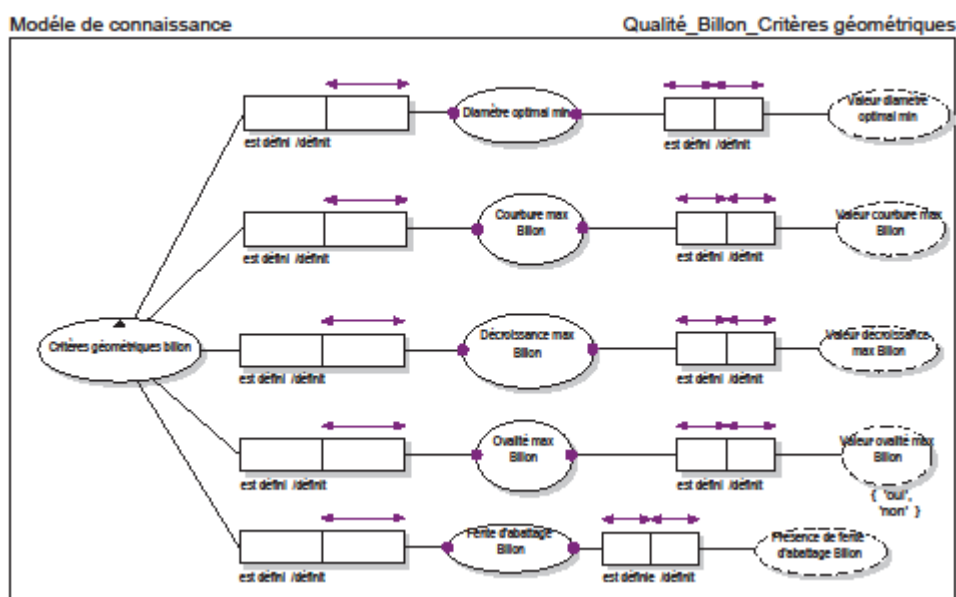 Modéle de connaissance
Qualité_Billon_Critères géométriques
Diamètre optimal min
Valeur diamètre
optimal min
est défini /définit
est défini /définit
Courbure max
Billon
Valeur courbure max
Billon
est défini /définit
est défini /définit
Critères géométriques billon
Décroissance max
Billon
Valeur décroissance
max Billon
est défini /définit
est défini /définit
Ovalité max
Billon
Valeur ovalité max
Billon
est défini /définit
est défini /définit
{ 'oui',
'non' }
Fente d'abattage
Billon
Présence de fente
d'abattage Billon
est défini /définit
est définie /définit